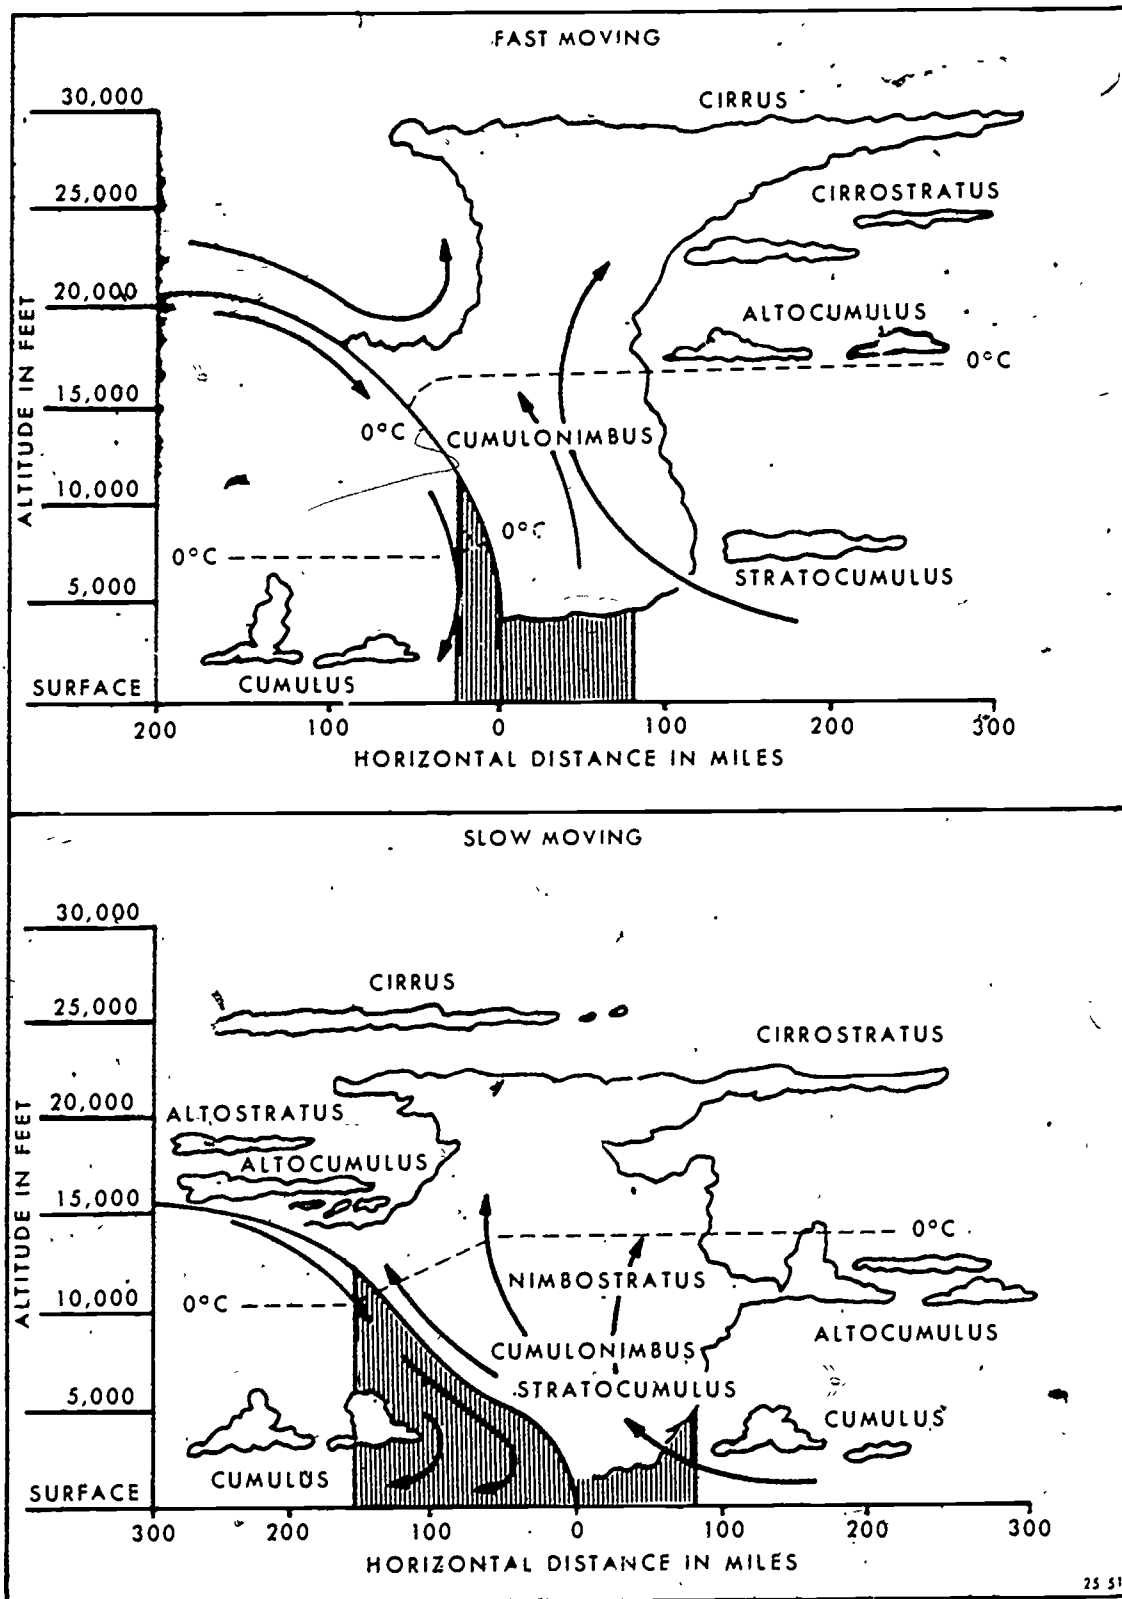 FAST MOVING
30,000
CIRRUS
25,000
CIRROSTRATUS
20,000
ALTOCUMULUS
0°C
15,000
0°C
CUMULONIMBUS
10,000
0°C
0°C
STRATOCUMULUS
5,000
CUMULUS
SURFACE
ALTITUDE IN FEET
200 100 0 100 200 300
HORIZONTAL DISTANCE IN MILES
SLOW MOVING
30,000
CIRRUS
25,000
CIRROSTRATUS
20,000
ALTOSTRATUS
ALTOCUMULUS
15,000
0°C
NIMBOSTRATUS
0°C
10,000
ALTOCUMULUS
CUMULONIMBUS
STRATOCUMULUS
5,000
CUMULUS
CUMULUS
SURFACE
ALTITUDE IN FEET
300 200 100 0 100 200 300
HORIZONTAL DISTANCE IN MILES